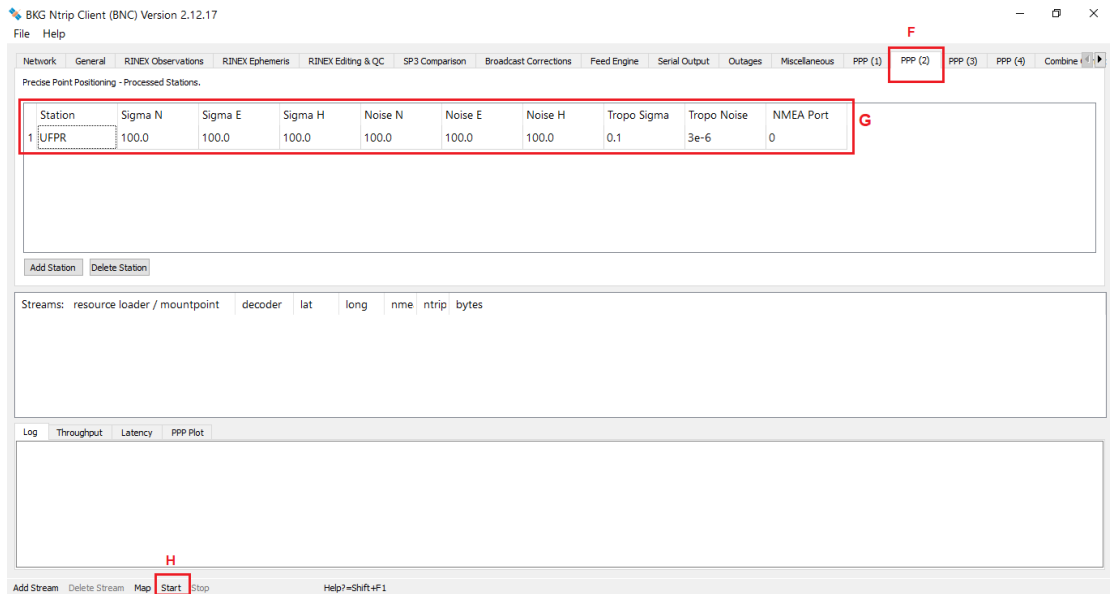 BKG Ntrip Client (BNC) Version 2.12.17
File Help
F
Network General RINEX Observations RINEX Ephemeris RINEX Editing & QC SP3 Comparison Broadcast Corrections Feed Engine Serial Output Outages Miscellaneous PPP (1) PPP (2) PPP (3) PPP (4) Combine
Precise Point Positioning - Processed Stations.
Station Sigma N Sigma E Sigma H Noise N Noise E Noise H Tropo Sigma Tropo Noise NMEA Port
G
1 UFPR 100.0 100.0 100.0 100.0 100.0 100.0 0.1 3e-6 0
Add Station Delete Station
Streams: resource loader / mountpoint decoder lat long nme ntrip bytes
Log Throughput Latency PPP Plot
H
Add Stream Delete Stream Map Start Stop Help?=Shift+F1